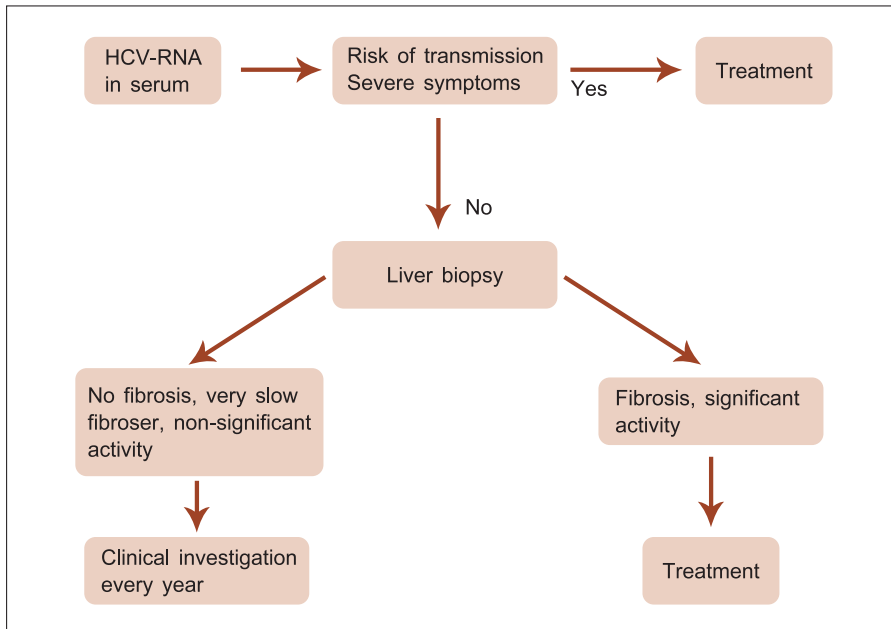 HCV-RNA
in serum
Risk of transmission
Severe symptoms
Yes
Treatment
No
Liver biopsy
No fibrosis, very slow
fibroser, non-significant
activity
Fibrosis, significant
activity
Clinical investigation
every year
Treatment